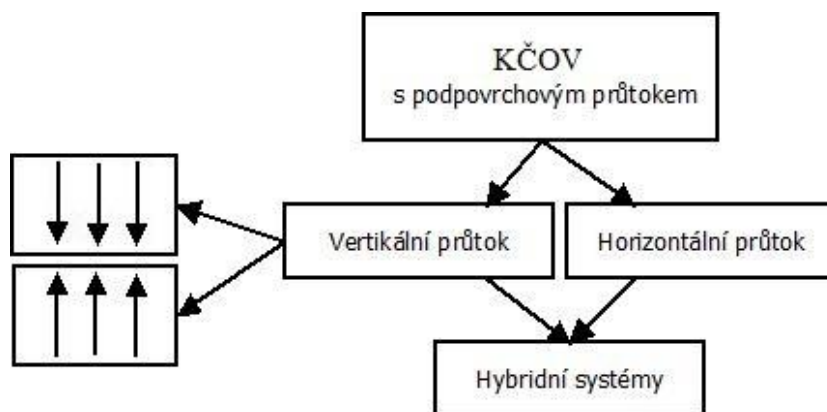 KČOV
s podpovrchovým průtokem
Vertikální průtok
Horizontální průtok
Hybridní systémy